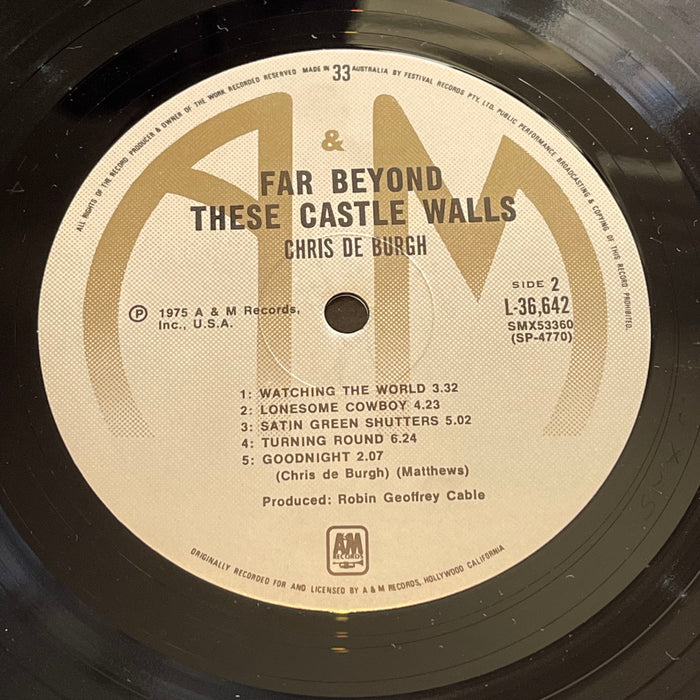 ALL RIGHTS OF THE RECORD PRODUCER & OWNER OF THE WORK RECORDED RESERVED MADE IN 33 AUSTRALIA BY FESTIVAL RECORDS PTY. LTD. PUBLIC PERFORMANCE BROADCASTING & COPYING OF THIS RECORD PROHIBITED.
A & M
FAR BEYOND
THESE CASTLE WALLS
CHRIS DE BURGH
SIDE 2
L-36,642
SMX53360
(SP-4770)
Ⓟ 1975 A & M Records,
Inc., U.S.A.
1: WATCHING THE WORLD 3.32
2: LONESOME COWBOY 4.23
3: SATIN GREEN SHUTTERS 5.02
4: TURNING ROUND 6.24
5: GOODNIGHT 2.07
(Chris de Burgh) (Matthews)
Produced: Robin Geoffrey Cable
A&M
RECORDS
ORIGINALLY RECORDED FOR AND LICENSED BY A & M RECORDS, HOLLYWOOD CALIFORNIA